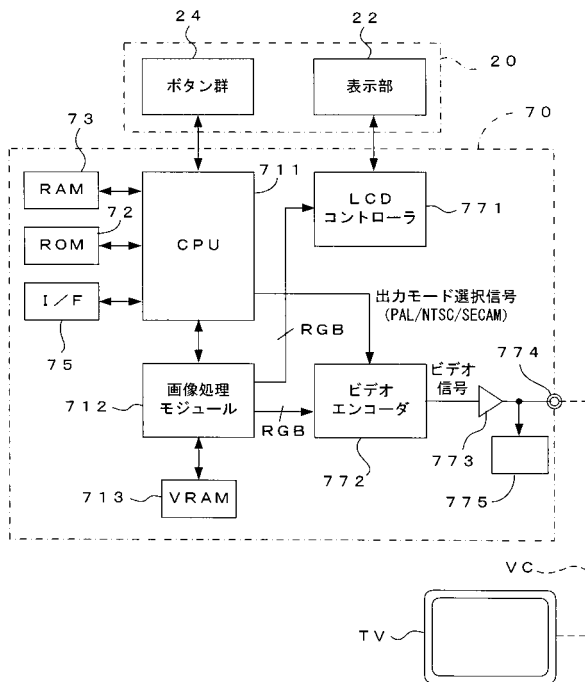 24
22
20
ボタン群
表示部
70
73
711
RAM
72
ROM
CPU
LCD
コントローラ
771
I/F
75
出力モード選択信号
(PAL/NTSC/SECAM)
RGB
712
画像処理
モジュール
RGB
ビデオ
エンコーダ
772
ビデオ
信号
774
773
775
713
VRAM
VC
TV